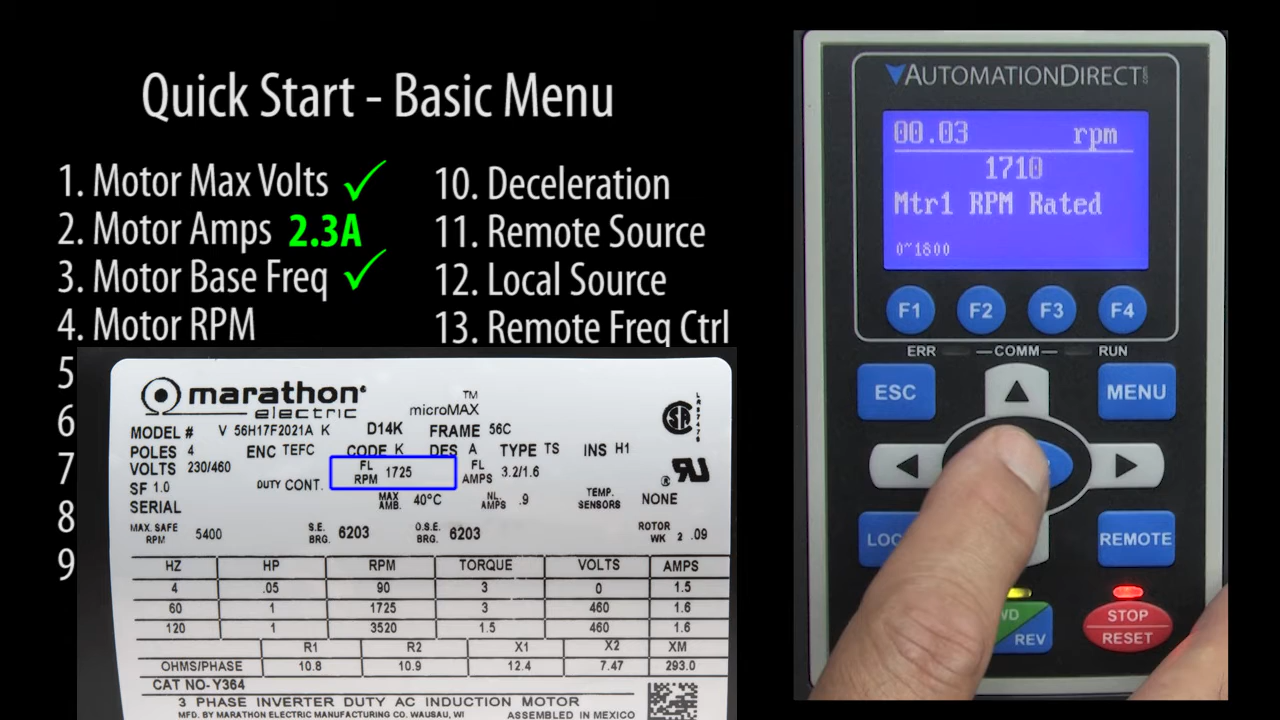 Quick Start - Basic Menu
1. Motor Max Volts ✓
2. Motor Amps 2.3A
3. Motor Base Freq ✓
4. Motor RPM
5
6
7
8
9
10. Deceleration
11. Remote Source
12. Local Source
13. Remote Freq Ctrl
marathon®
electric
microMAX™
MODEL # V 56H17F2021A K D14K FRAME 56C
POLES 4 ENC TEFC CODE K DES A TYPE TS INS H1
VOLTS 230/460 FL RPM 1725 FL AMPS 3.2/1.6
SF 1.0 DUTY CONT. MAX AMB. 40°C NL AMPS .9 TEMP. SENSORS NONE
SERIAL
MAX. SAFE RPM 5400 S.E. BRG. 6203 O.S.E. BRG. 6203 ROTOR WK 2 .09
HZ HP RPM TORQUE VOLTS AMPS
4 .05 90 3 0 1.5
60 1 1725 3 460 1.6
120 1 3520 1.5 460 1.6
R1 R2 X1 X2 XM
OHMS/PHASE 10.8 10.9 12.4 7.47 293.0
CAT NO-Y364
3 PHASE INVERTER DUTY AC INDUCTION MOTOR
MFD. BY MARATHON ELECTRIC MANUFACTURING CO. WAUSAU, WI ASSEMBLED IN MEXICO
AUTOMATIONDIRECT.com
00.03 rpm
1710
Mtr1 RPM Rated
0~1800
F1 F2 F3 F4
ERR COMM RUN
ESC MENU
LOC REMOTE
WD
REV
STOP
RESET